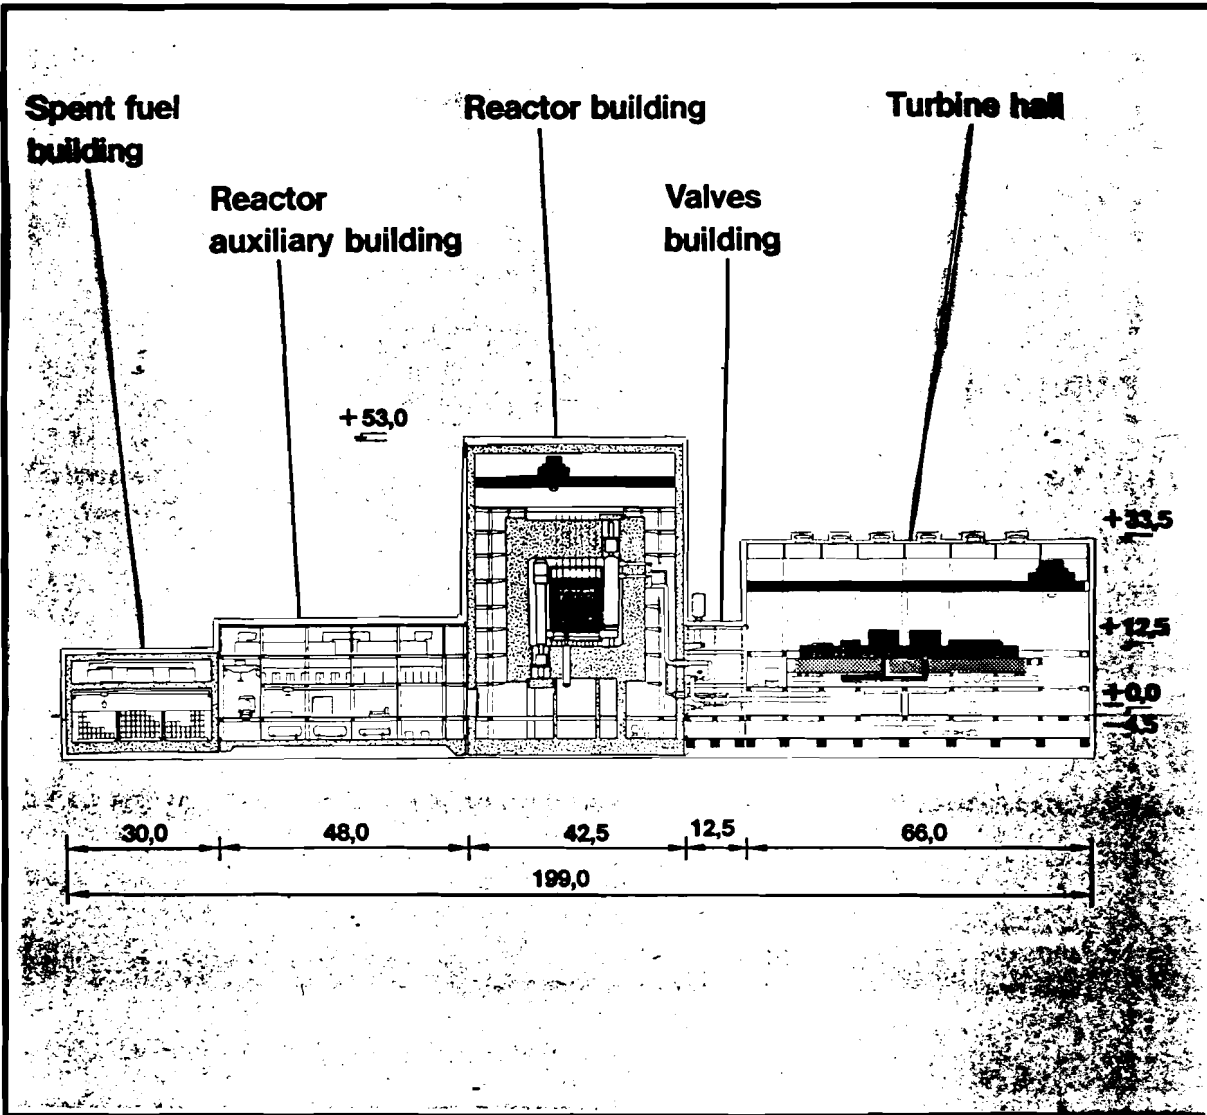 Spent fuel
building
Reactor building
Turbine hall
Reactor
auxiliary building
Valves
building
+53,0
+33,5
+12,5
+0,0
-4,5
30,0
48,0
42,5
12,5
66,0
199,0